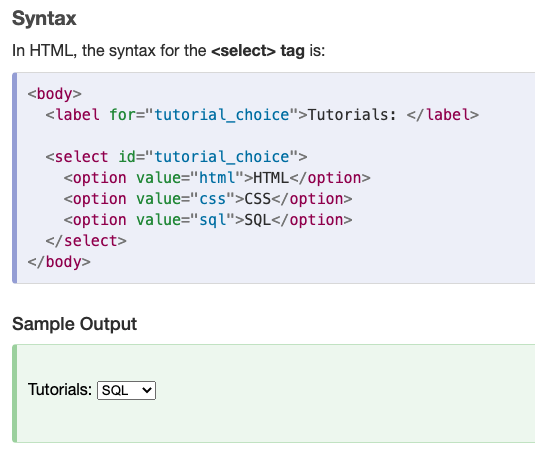 Syntax
In HTML, the syntax for the <select> tag is:
<body>
  <label for="tutorial_choice">Tutorials: </label>

  <select id="tutorial_choice">
    <option value="html">HTML</option>
    <option value="css">CSS</option>
    <option value="sql">SQL</option>
  </select>
</body>
Sample Output
Tutorials: SQL